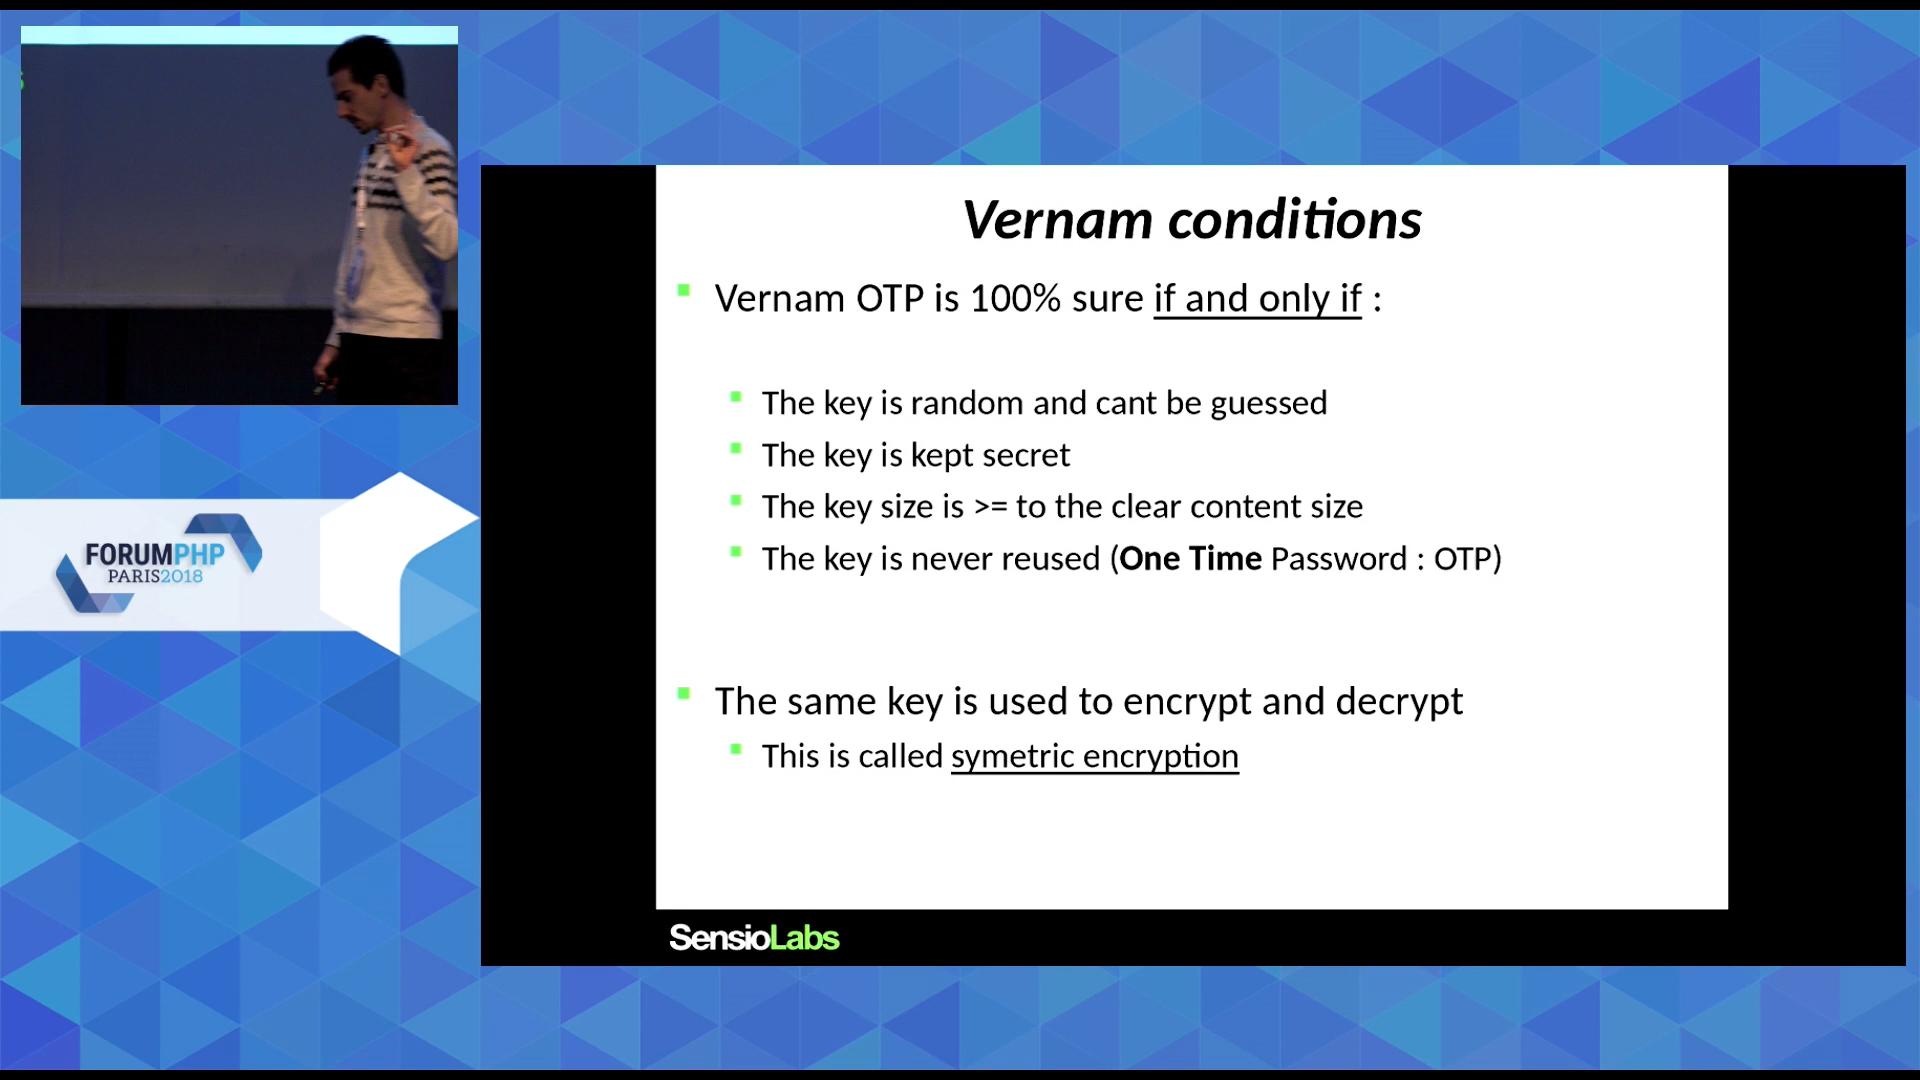 Vernam conditions
Vernam OTP is 100% sure if and only if :
The key is random and cant be guessed
The key is kept secret
The key size is >= to the clear content size
The key is never reused (One Time Password : OTP)
The same key is used to encrypt and decrypt
This is called symetric encryption
FORUMPHP
PARIS2018
SensioLabs